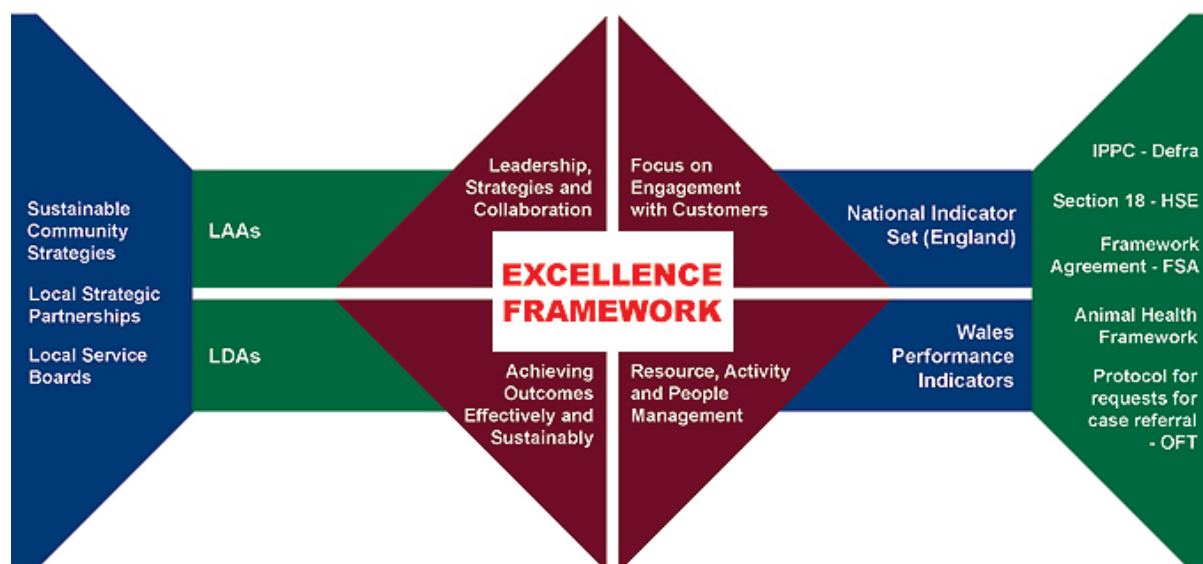 Sustainable
Community
Strategies
Local Strategic
Partnerships
Local Service
Boards
LAAs
LDAs
Leadership,
Strategies and
Collaboration
Focus on
Engagement
with Customers
EXCELLENCE
FRAMEWORK
Achieving
Outcomes
Effectively and
Sustainably
Resource, Activity
and People
Management
National Indicator
Set (England)
Wales
Performance
Indicators
IPPC - Defra
Section 18 - HSE
Framework
Agreement - FSA
Animal Health
Framework
Protocol for
requests for
case referral
- OFT